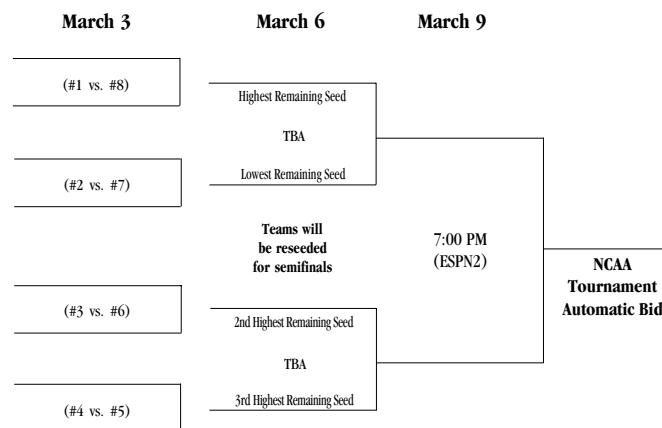 March 3
March 6
March 9
(#1 vs. #8)
(#2 vs. #7)
(#3 vs. #6)
(#4 vs. #5)
Highest Remaining Seed
TBA
Lowest Remaining Seed
Teams will
be reseeded
for semifinals
2nd Highest Remaining Seed
TBA
3rd Highest Remaining Seed
7:00 PM
(ESPN2)
NCAA
Tournament
Automatic Bid